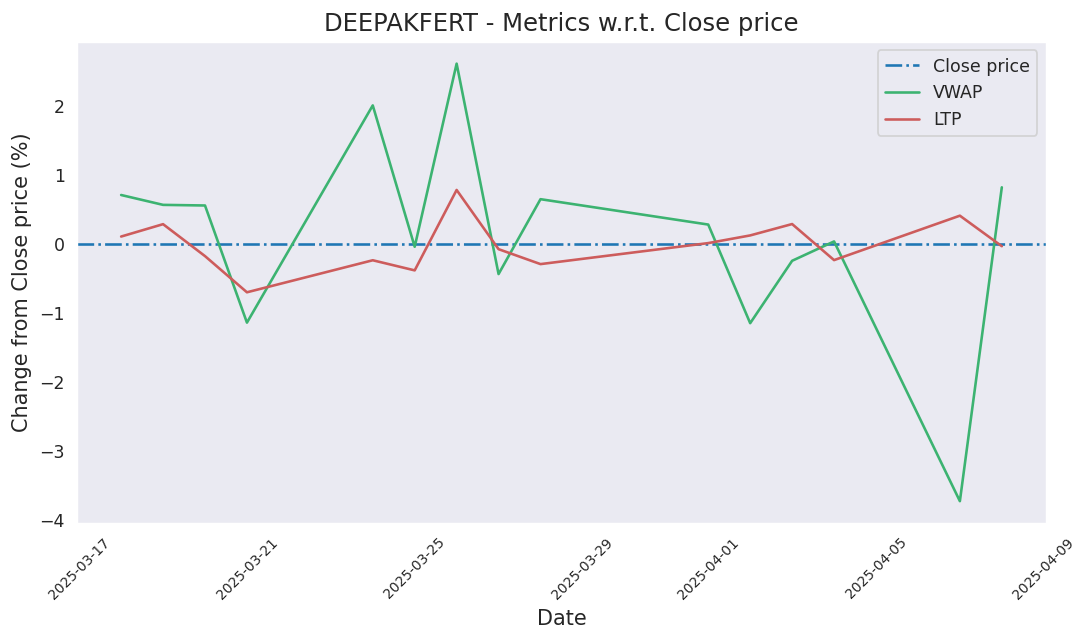 DEEPAKFERT - Metrics w.r.t. Close price
Close price
VWAP
LTP
Change from Close price (%)
2
1
0
−1
−2
−3
−4
2025-03-17
2025-03-21
2025-03-25
2025-03-29
2025-04-01
2025-04-05
2025-04-09
Date